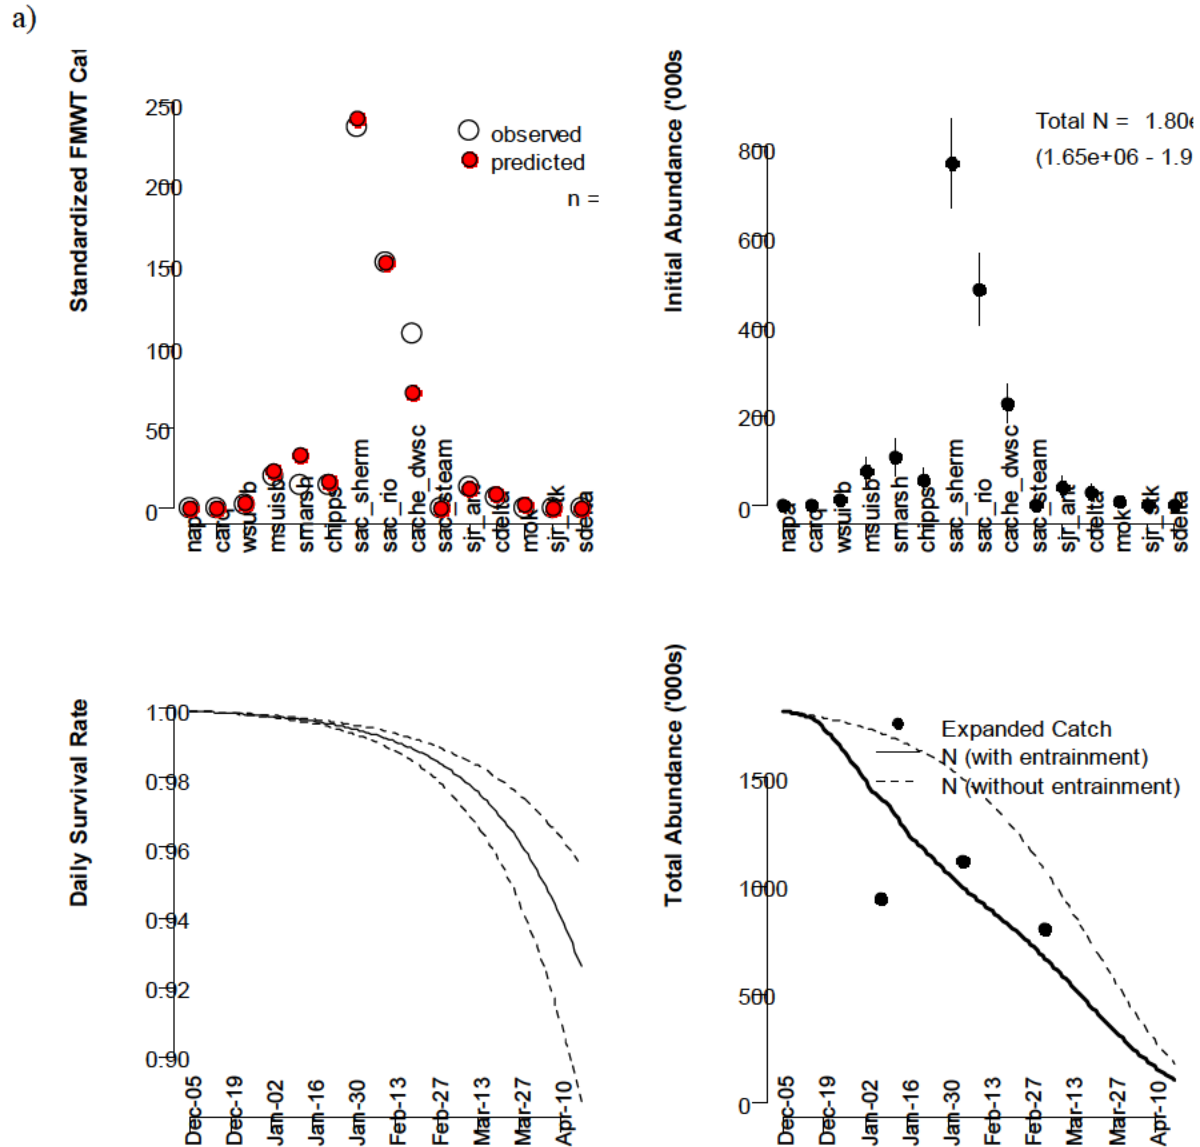 a)
Standardized FMWT Cat
250
200
150
100
50
0
observed
predicted
n =
napa
carq
wsuisb
msuisb
smarsh
chipps
sac_sherm
sac_rio
cache_dwsc
sac_steam
sjr_ant
cdelta
mok
sjr_stk
sdelta
Initial Abundance ('000s
800
600
400
200
0
Total N = 1.80e
(1.65e+06 - 1.9
napa
carq
wsuisb
msuisb
smarsh
chipps
sac_sherm
sac_rio
cache_dwsc
sac_steam
sjr_ant
cdelta
mok
sjr_stk
sdelta
Daily Survival Rate
1.00
0.98
0.96
0.94
0.92
0.90
Dec-05
Dec-19
Jan-02
Jan-16
Jan-30
Feb-13
Feb-27
Mar-13
Mar-27
Apr-10
Total Abundance ('000s)
1500
1000
500
0
Expanded Catch
N (with entrainment)
N (without entrainment)
Dec-05
Dec-19
Jan-02
Jan-16
Jan-30
Feb-13
Feb-27
Mar-13
Mar-27
Apr-10